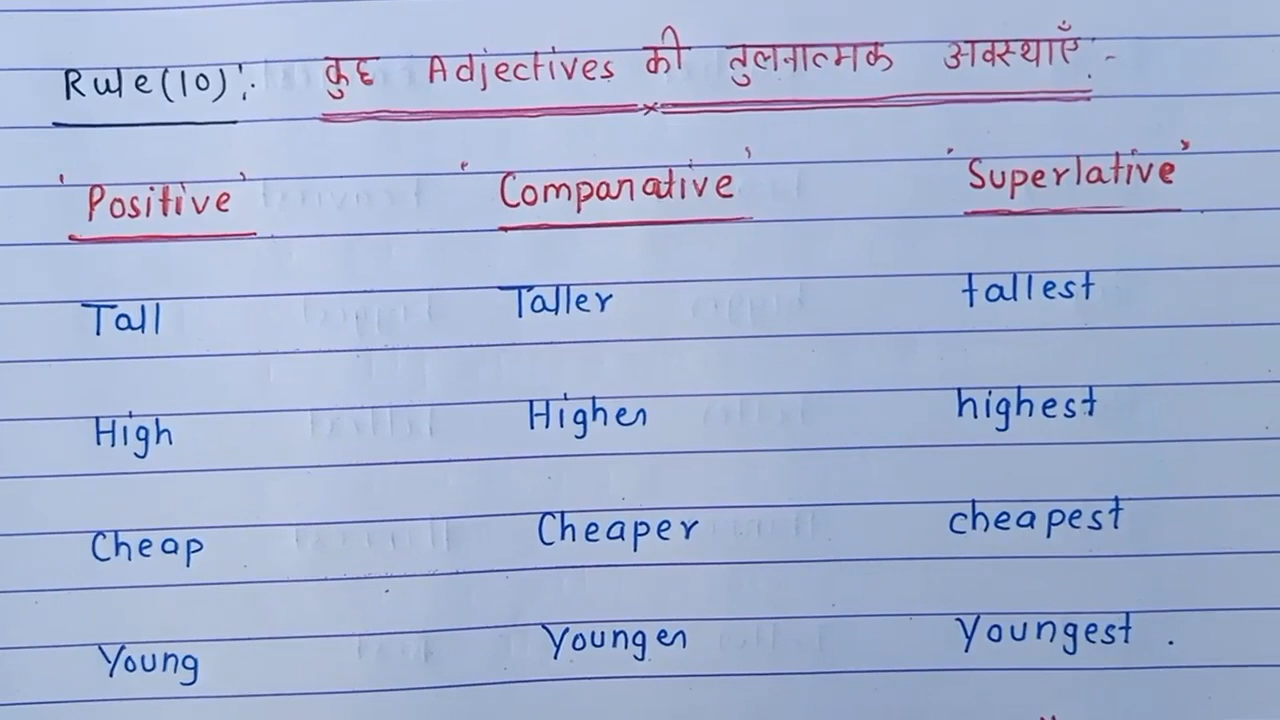 Rule(10):- कुछ Adjectives की तुलनात्मक अवस्थाएँ :-
'Positive' 'Comparative' 'Superlative'
Tall Taller tallest
High Higher highest
Cheap Cheaper cheapest
Young Younger Youngest .